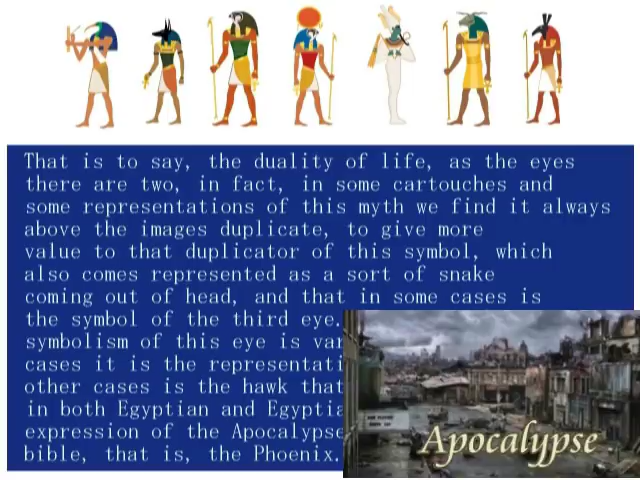 That is to say, the duality of life, as the eyes
there are two, in fact, in some cartouches and
some representations of this myth we find it always
above the images duplicate, to give more
value to that duplicator of this symbol, which
also comes represented as a sort of snake
coming out of head, and that in some cases is
the symbol of the third eye.
symbolism of this eye is var
cases it is the representati
other cases is the hawk that
in both Egyptian and Egyptia
expression of the Apocalypse
bible, that is, the Phoenix.
Apocalypse